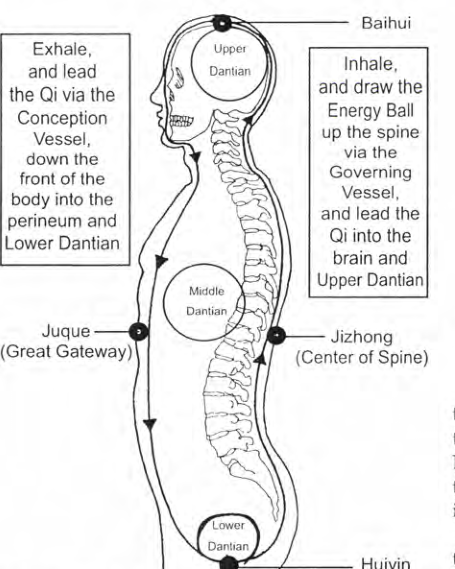 Baihui
Exhale,
and lead
the Qi via the
Conception
Vessel,
down the
front of the
body into the
perineum and
Lower Dantian
Upper
Dantian
Inhale,
and draw the
Energy Ball
up the spine
via the
Governing
Vessel,
and lead the
Qi into the
brain and
Upper Dantian
Middle
Dantian
Juque
(Great Gateway)
Jizhong
(Center of Spine)
Lower
Dantian
Huiyin